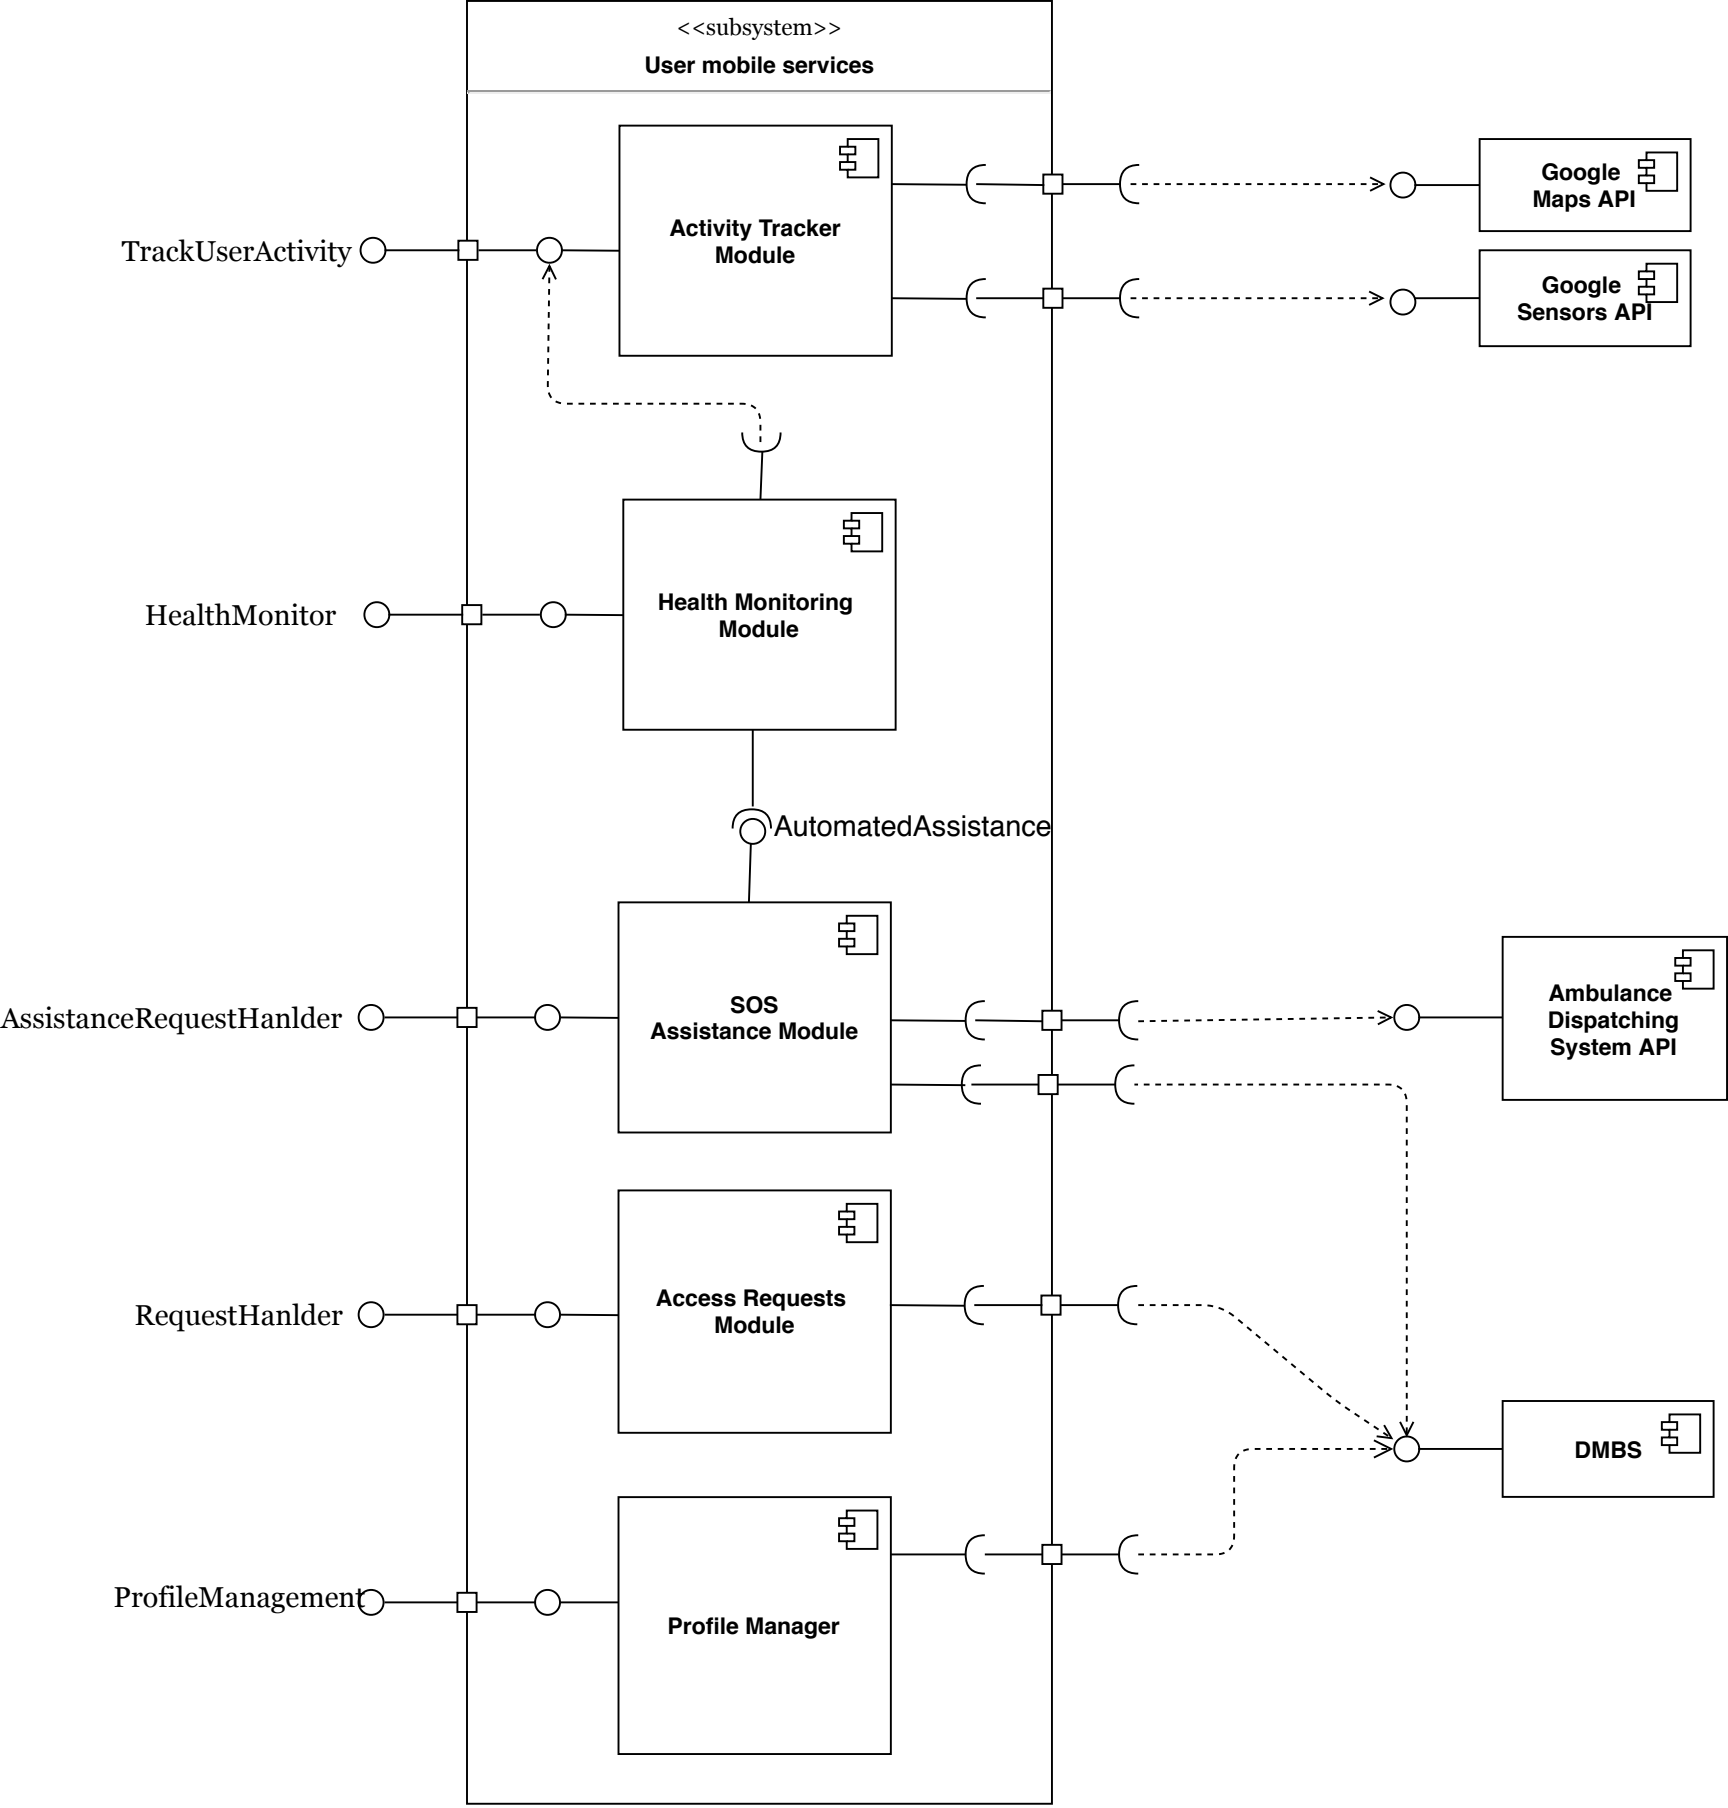 <<subsystem>>
User mobile services
Activity Tracker
Module
Google
Maps API
TrackUserActivity
Google
Sensors API
HealthMonitor
Health Monitoring
Module
AutomatedAssistance
AssistanceRequestHanlder
SOS
Assistance Module
Ambulance
Dispatching
System API
RequestHanlder
Access Requests
Module
DMBS
ProfileManagement
Profile Manager